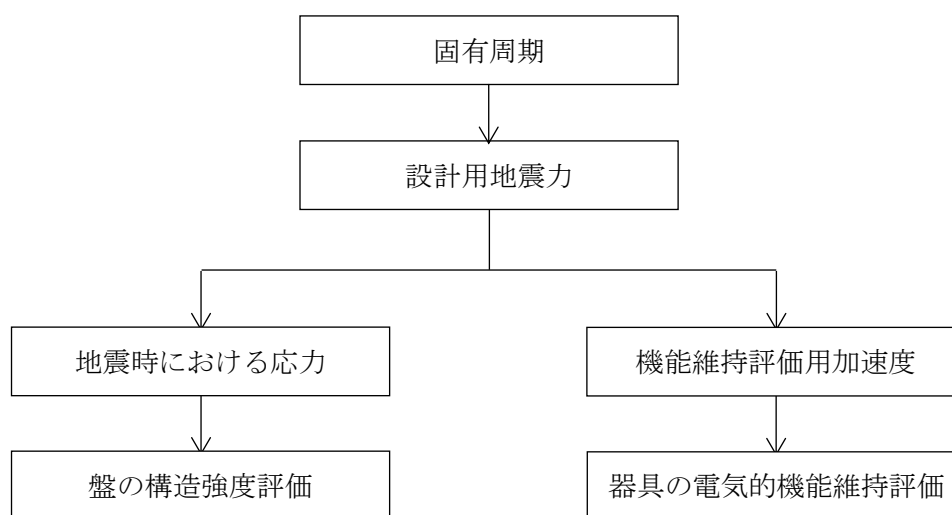 固有周期
設計用地震力
地震時における応力
機能維持評価用加速度
盤の構造強度評価
器具の電気的機能維持評価